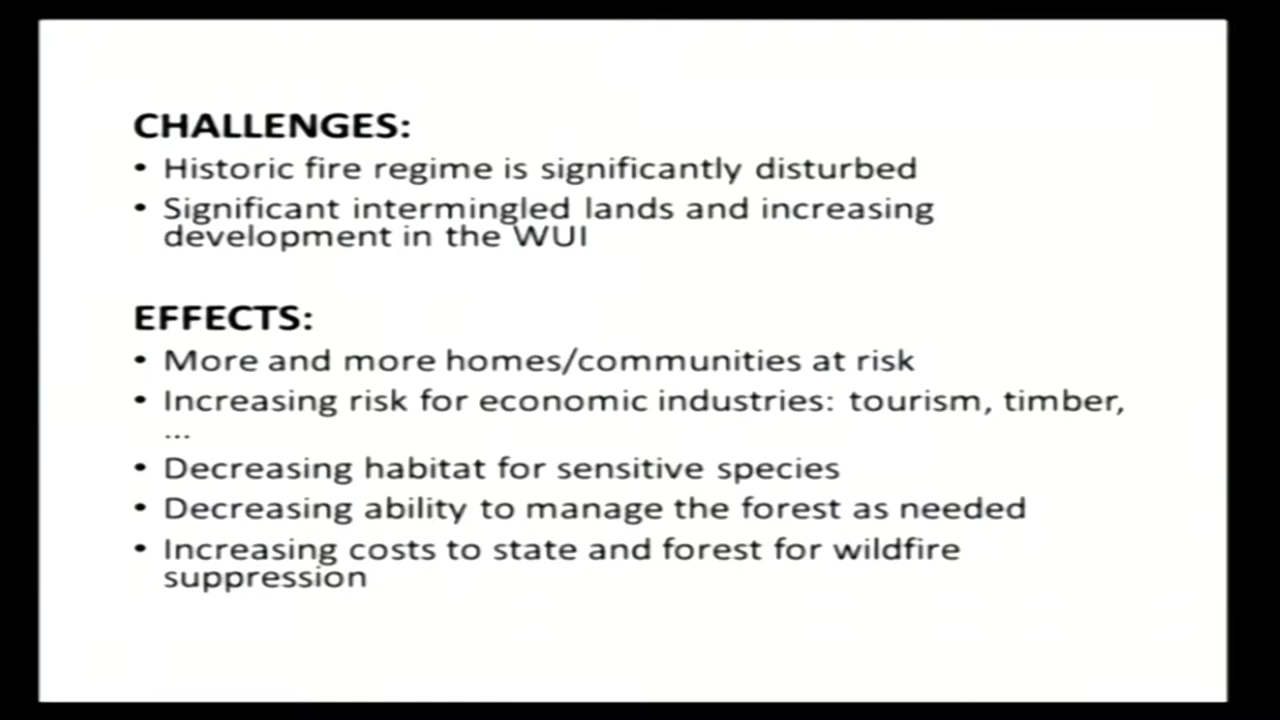 CHALLENGES:
• Historic fire regime is significantly disturbed
• Significant intermingled lands and increasing
development in the WUI
EFFECTS:
• More and more homes/communities at risk
• Increasing risk for economic industries: tourism, timber,
...
• Decreasing habitat for sensitive species
• Decreasing ability to manage the forest as needed
• Increasing costs to state and forest for wildfire
suppression